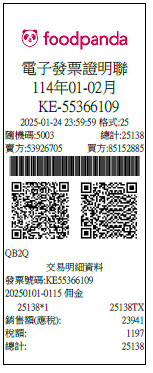 foodpanda
電子發票證明聯
114年01-02月
KE-55366109
2025-01-24 23:59:59 格式:25
隨機碼:5003 總計:25138
賣方:53926705 買方:85152885
QB2Q
交易明細資料
發票號碼:KE55366109
20250101-0115 佣金
25138*1 25138TX
銷售額(應稅): 23941
稅額: 1197
總計: 25138